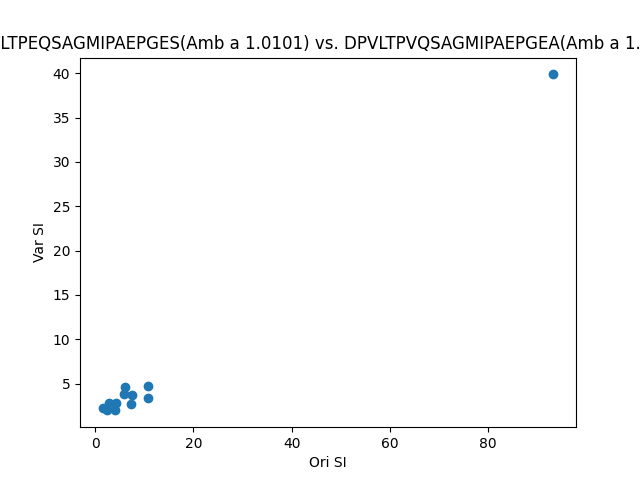 LTPEQSAGMIPAEPGES(Amb a 1.0101) vs. DPVLTPVQSAGMIPAEPGEA(Amb a 1.
40
35
30
25
20
15
10
5
Var SI
0 20 40 60 80
Ori SI